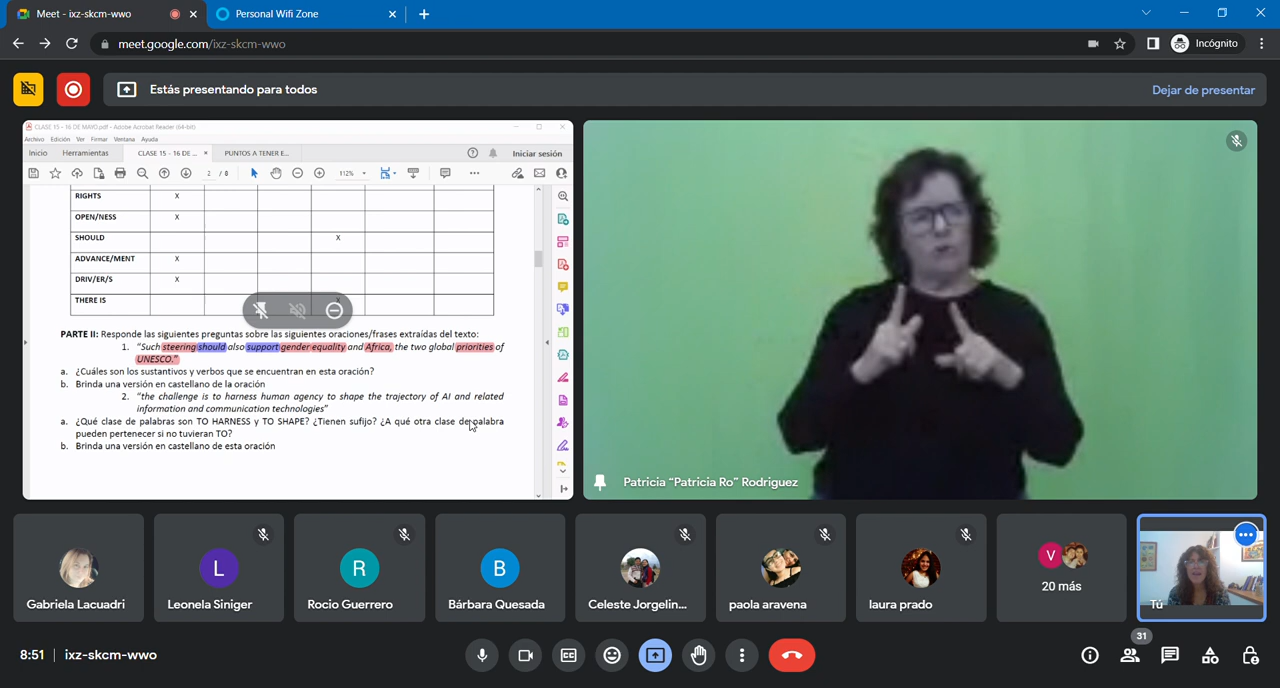 Meet - ixz-skcm-wwo
Personal Wifi Zone
meet.google.com/ixz-skcm-wwo
Incógnito
Estás presentando para todos
Dejar de presentar
CLASE 15 - 16 DE MAYO.pdf - Adobe Acrobat Reader (64-bit)
Archivo Edición Ver Firmar Ventana Ayuda
Inicio Herramientas CLASE 15 - 16 DE ... PUNTOS A TENER E... Iniciar sesión
2 / 8 112%
RIGHTS X
OPEN/NESS X
SHOULD X
ADVANCE/MENT X
DRIV/ER/S X
THERE IS X
PARTE II: Responde las siguientes preguntas sobre las siguientes oraciones/frases extraídas del texto:
1. "Such steering should also support gender equality and Africa, the two global priorities of
UNESCO."
a. ¿Cuáles son los sustantivos y verbos que se encuentran en esta oración?
b. Brinda una versión en castellano de la oración
2. "the challenge is to harness human agency to shape the trajectory of AI and related
information and communication technologies"
a. ¿Qué clase de palabras son TO HARNESS y TO SHAPE? ¿Tienen sufijo? ¿A qué otra clase de palabra
pueden pertenecer si no tuvieran TO?
b. Brinda una versión en castellano de esta oración
Patricia "Patricia Ro" Rodriguez
L
R
B
V
Gabriela Lacuadri
Leonela Siniger
Rocio Guerrero
Bárbara Quesada
Celeste Jorgelin...
paola aravena
laura prado
20 más
Tú
8:51 | ixz-skcm-wwo
31